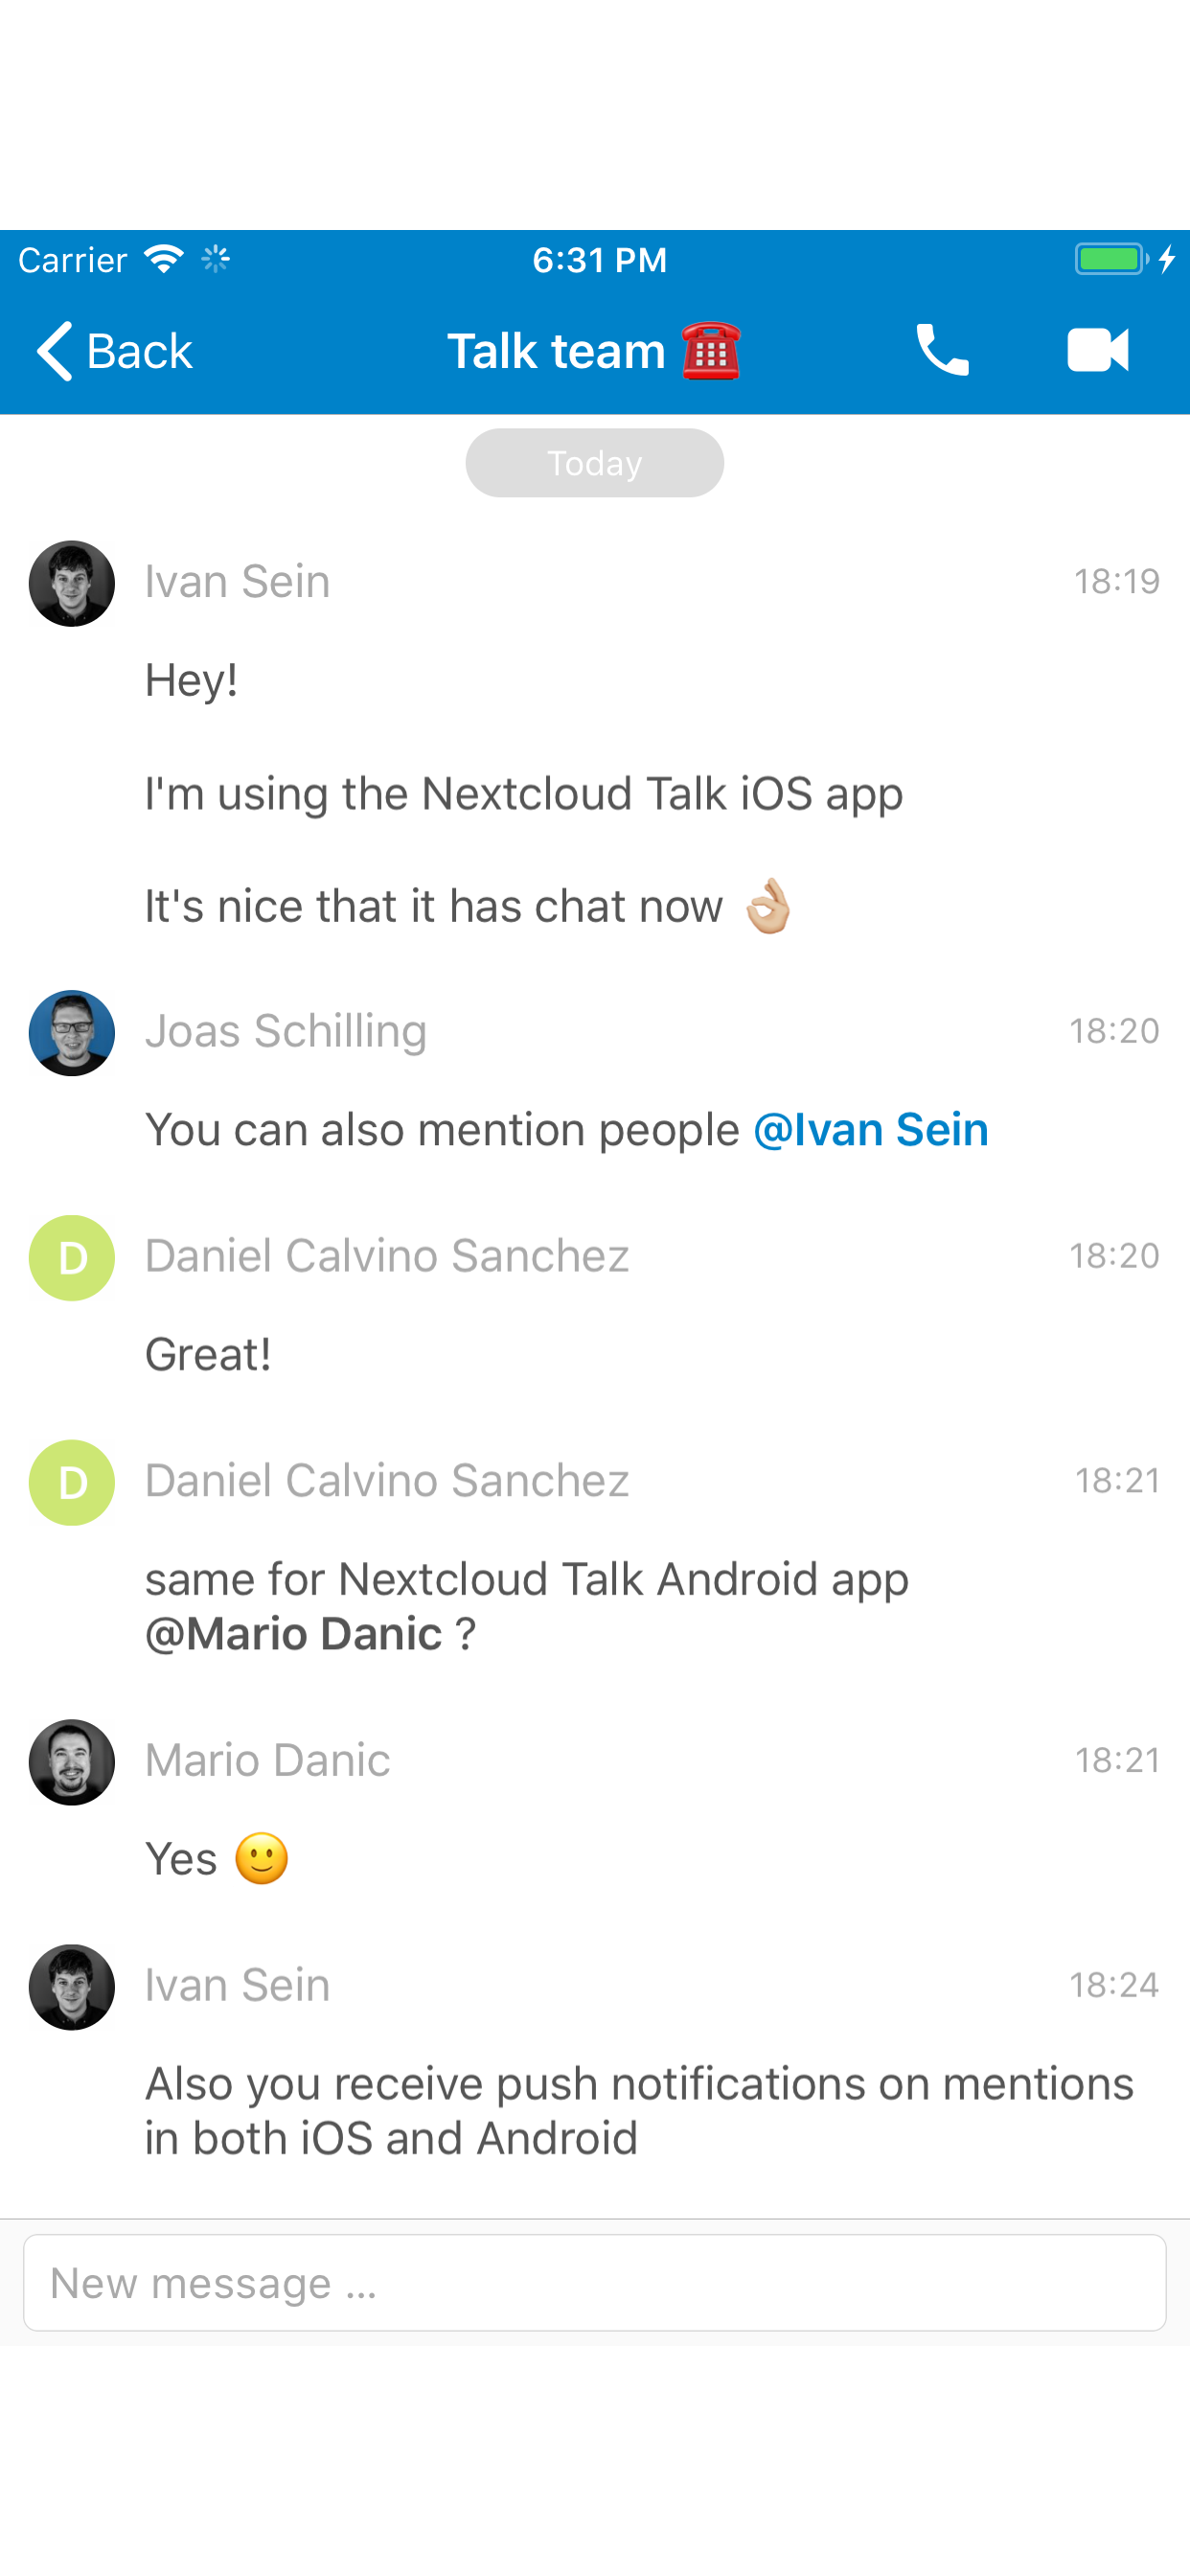 Carrier 6:31 PM
Back Talk team ☎️
Today
Ivan Sein 18:19
Hey!
I'm using the Nextcloud Talk iOS app
It's nice that it has chat now 👌🏼
Joas Schilling 18:20
You can also mention people @Ivan Sein
D Daniel Calvino Sanchez 18:20
Great!
D Daniel Calvino Sanchez 18:21
same for Nextcloud Talk Android app
@Mario Danic ?
Mario Danic 18:21
Yes 🙂
Ivan Sein 18:24
Also you receive push notifications on mentions
in both iOS and Android
New message ...